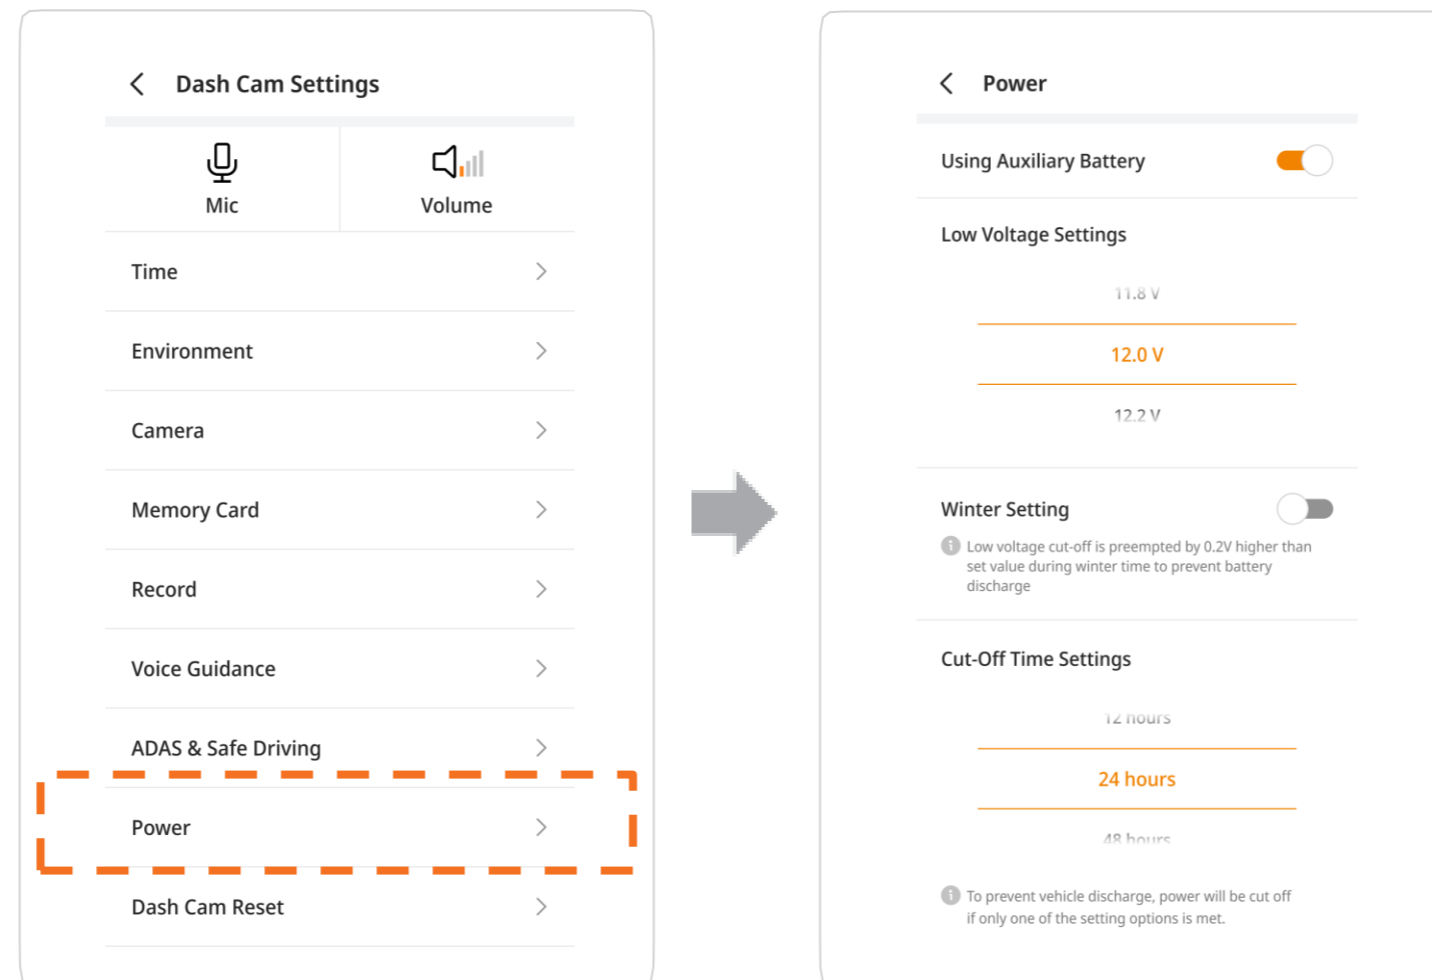 Dash Cam Settings
Mic
Volume
Time
Environment
Camera
Memory Card
Record
Voice Guidance
ADAS & Safe Driving
Power
Dash Cam Reset
Power
Using Auxiliary Battery
Low Voltage Settings
11.8 V
12.0 V
12.2 V
Winter Setting
Low voltage cut-off is preempted by 0.2V higher than
set value during winter time to prevent battery
discharge
Cut-Off Time Settings
12 hours
24 hours
48 hours
To prevent vehicle discharge, power will be cut off
if only one of the setting options is met.